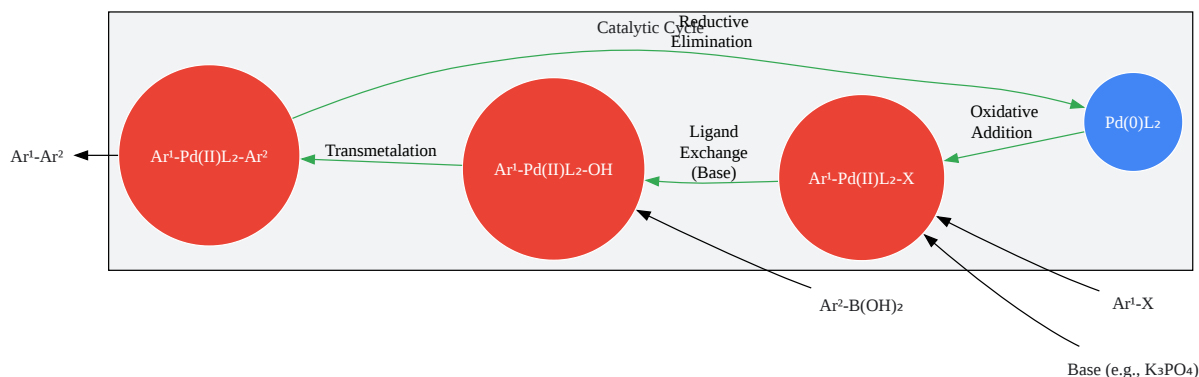 Catalytic Cycle
Reductive
Elimination
Oxidative
Addition
Pd(0)L₂
Ligand
Exchange
(Base)
Transmetalation
Ar¹-Ar²
Ar¹-Pd(II)L₂-Ar²
Ar¹-Pd(II)L₂-OH
Ar¹-Pd(II)L₂-X
Ar²-B(OH)₂
Ar¹-X
Base (e.g., K₃PO₄)